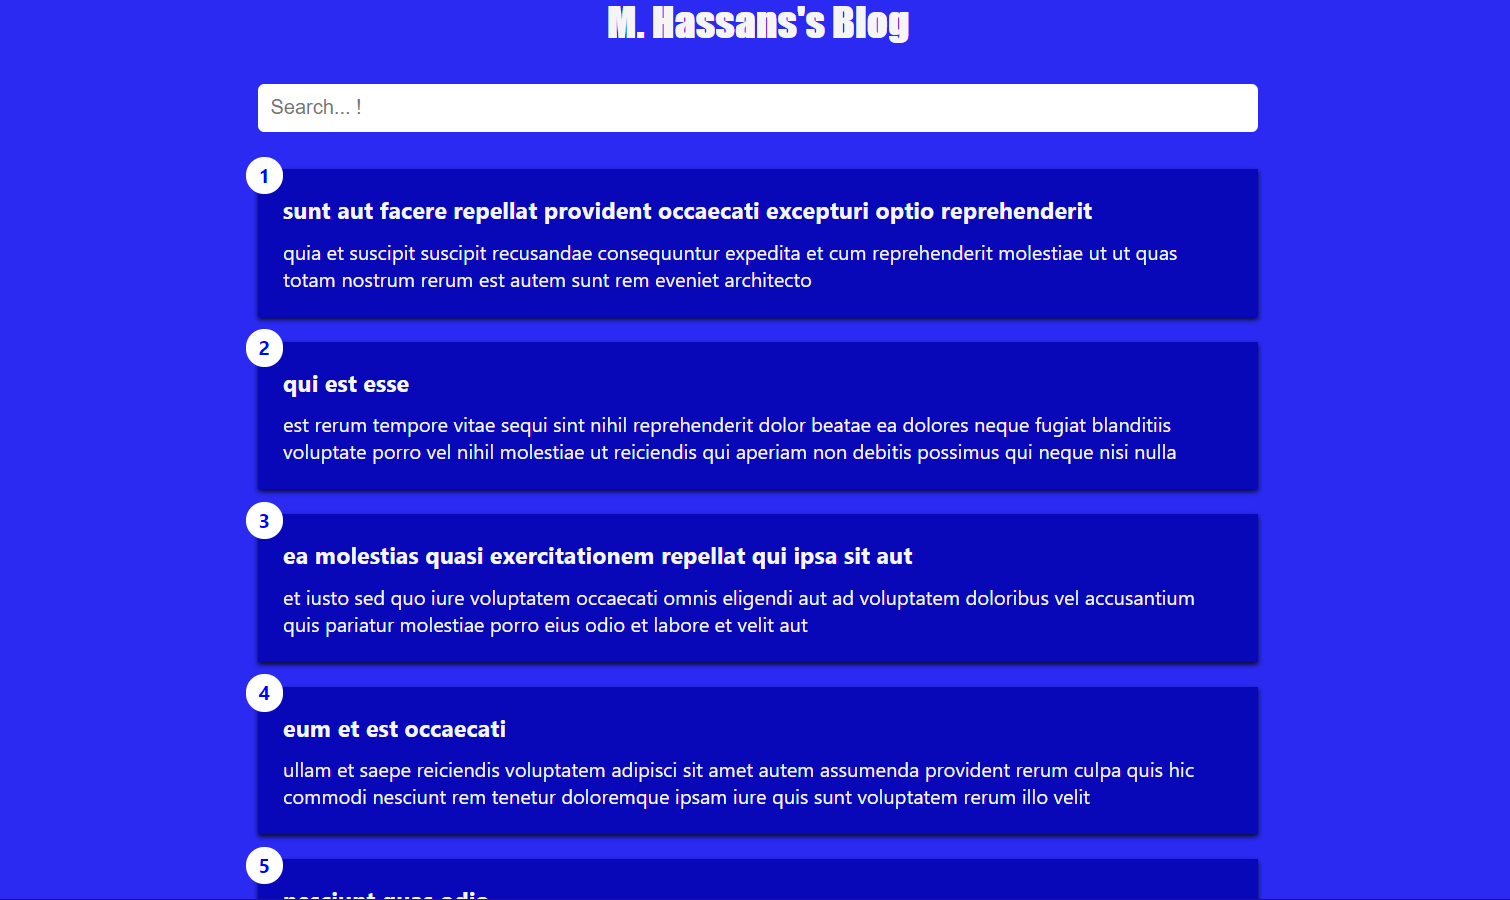 M. Hassans's Blog
Search... !
1
sunt aut facere repellat provident occaecati excepturi optio reprehenderit
quia et suscipit suscipit recusandae consequuntur expedita et cum reprehenderit molestiae ut ut quas
totam nostrum rerum est autem sunt rem eveniet architecto
2
qui est esse
est rerum tempore vitae sequi sint nihil reprehenderit dolor beatae ea dolores neque fugiat blanditiis
voluptate porro vel nihil molestiae ut reiciendis qui aperiam non debitis possimus qui neque nisi nulla
3
ea molestias quasi exercitationem repellat qui ipsa sit aut
et iusto sed quo iure voluptatem occaecati omnis eligendi aut ad voluptatem doloribus vel accusantium
quis pariatur molestiae porro eius odio et labore et velit aut
4
eum et est occaecati
ullam et saepe reiciendis voluptatem adipisci sit amet autem assumenda provident rerum culpa quis hic
commodi nesciunt rem tenetur doloremque ipsam iure quis sunt voluptatem rerum illo velit
5
nesciunt quas odio